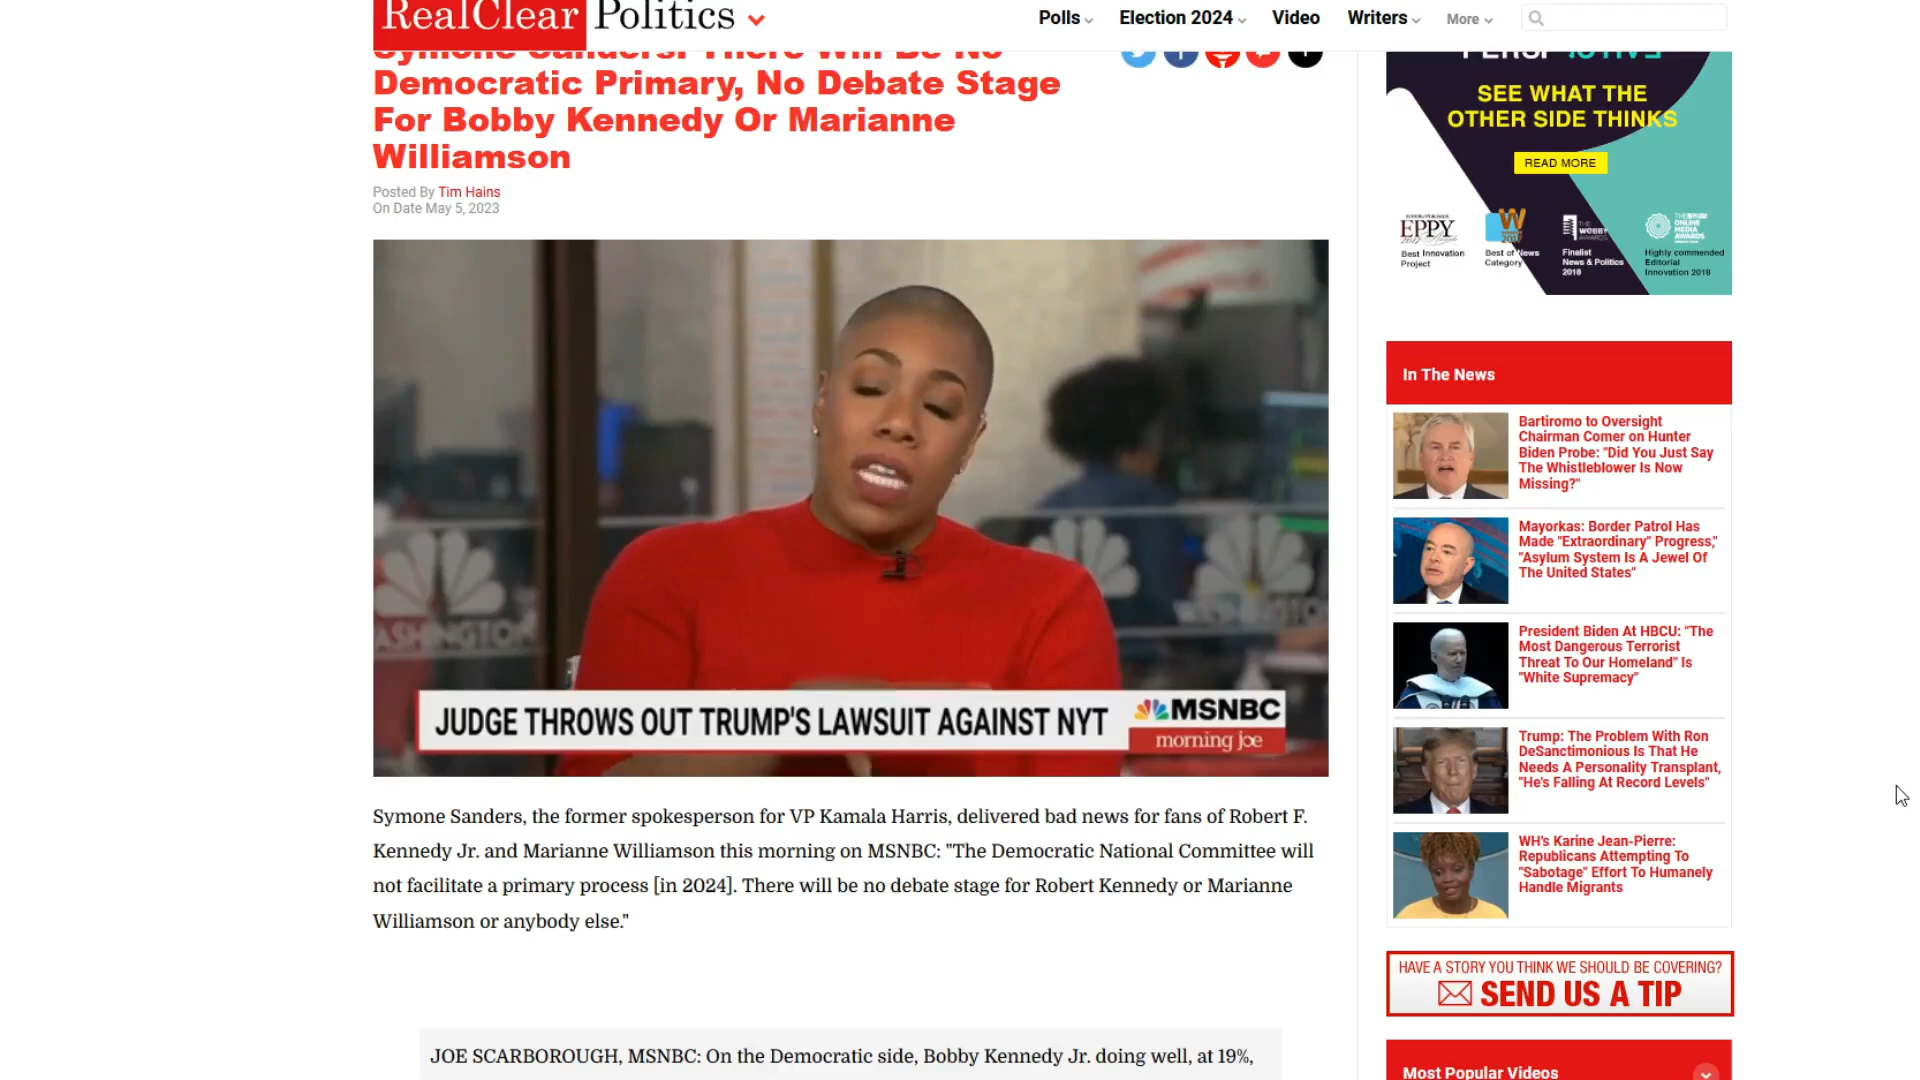 RealClear Politics
Polls
Election 2024
Video
Writers
More
Symone Sanders: There Will Be No
Democratic Primary, No Debate Stage
For Bobby Kennedy Or Marianne
Williamson
Posted By Tim Hains
On Date May 5, 2023
WASHINGTON
WASHINGTON
JUDGE THROWS OUT TRUMP'S LAWSUIT AGAINST NYT
MSNBC
morning joe
Symone Sanders, the former spokesperson for VP Kamala Harris, delivered bad news for fans of Robert F.
Kennedy Jr. and Marianne Williamson this morning on MSNBC: "The Democratic National Committee will
not facilitate a primary process [in 2024]. There will be no debate stage for Robert Kennedy or Marianne
Williamson or anybody else."
JOE SCARBOROUGH, MSNBC: On the Democratic side, Bobby Kennedy Jr. doing well, at 19%,
SEE WHAT THE
OTHER SIDE THINKS
READ MORE
EPPY
2017
Best Innovation
Project
W
Best of News
Category
THE
WEBBY
AWARDS
Finalist
News & Politics
2018
THE
ONLINE
MEDIA
AWARDS
Highly commended
Editorial
Innovation 2018
In The News
Bartiromo to Oversight
Chairman Comer on Hunter
Biden Probe: "Did You Just Say
The Whistleblower Is Now
Missing?"
Mayorkas: Border Patrol Has
Made "Extraordinary" Progress,"
"Asylum System Is A Jewel Of
The United States"
President Biden At HBCU: "The
Most Dangerous Terrorist
Threat To Our Homeland" Is
"White Supremacy"
Trump: The Problem With Ron
DeSanctimonious Is That He
Needs A Personality Transplant,
"He's Falling At Record Levels"
WH's Karine Jean-Pierre:
Republicans Attempting To
"Sabotage" Effort To Humanely
Handle Migrants
HAVE A STORY YOU THINK WE SHOULD BE COVERING?
SEND US A TIP
Most Popular Videos